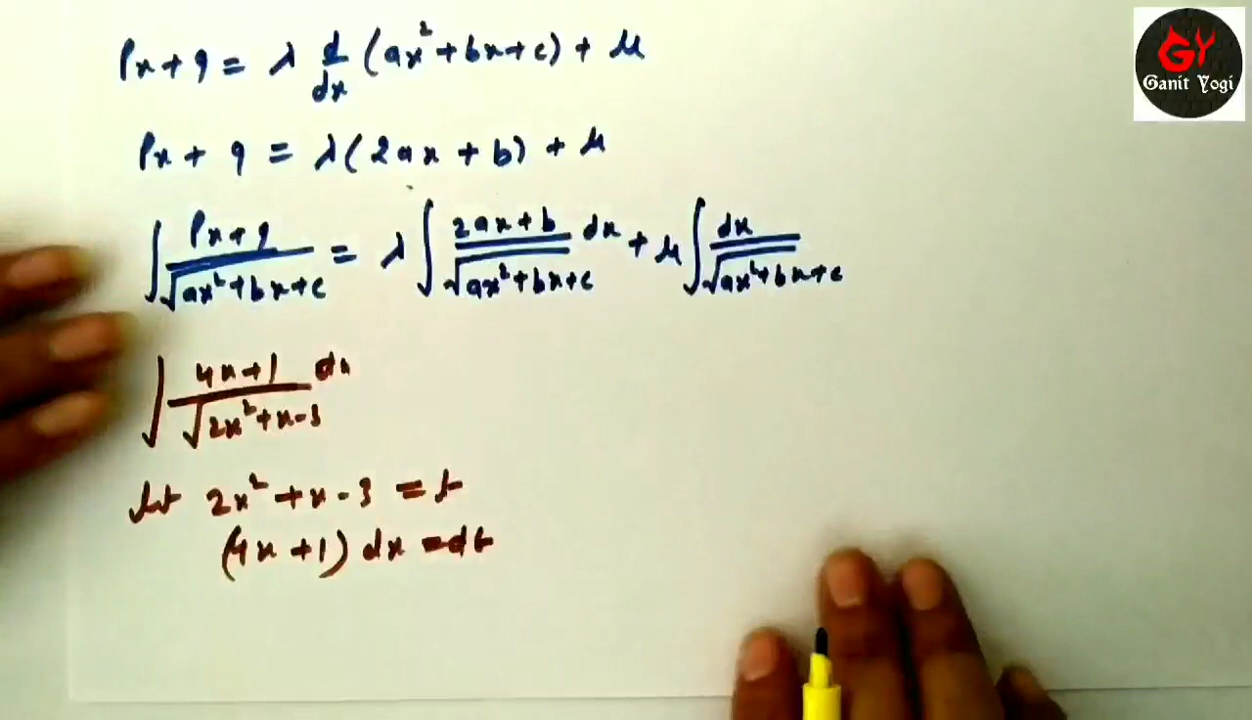 GY
Ganit Yogi
Px + q = λ d/dx (ax² + bx + c) + μ
Px + q = λ(2ax + b) + μ
∫ Px + q / √ax² + bx + c = λ ∫ 2ax + b / √ax² + bx + c dx + μ ∫ dx / √ax² + bx + c
∫ 4x + 1 / √2x² + x - 3 dx
Let 2x² + x - 3 = t
(4x + 1) dx = dt